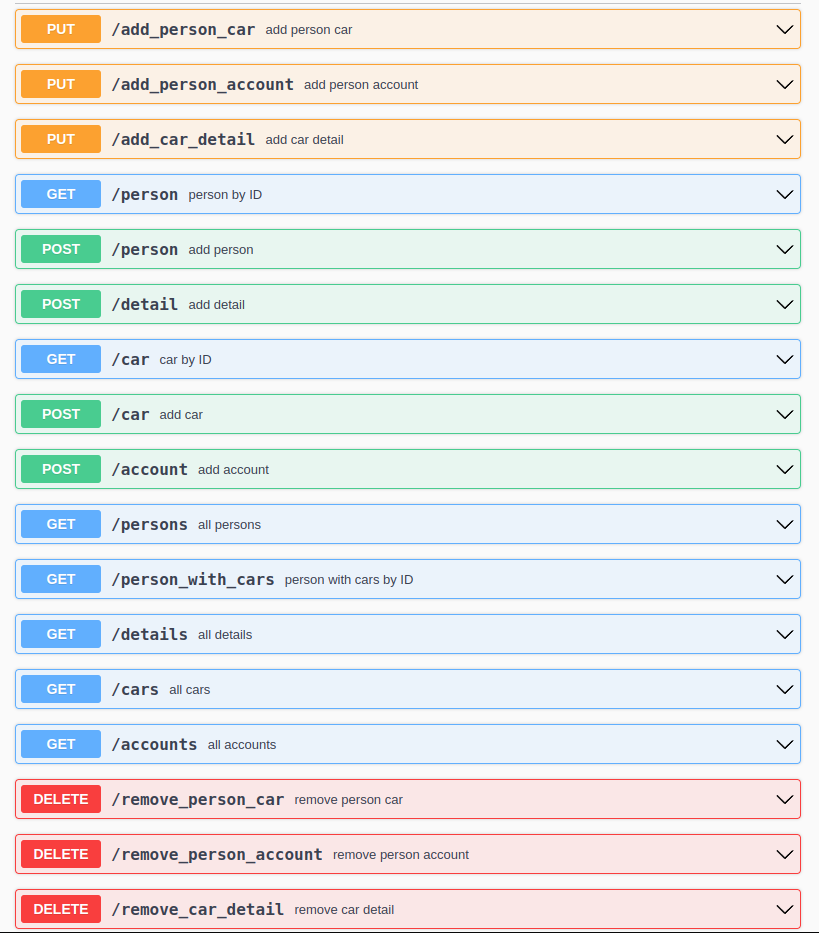 PUT /add_person_car add person car
PUT /add_person_account add person account
PUT /add_car_detail add car detail
GET /person person by ID
POST /person add person
POST /detail add detail
GET /car car by ID
POST /car add car
POST /account add account
GET /persons all persons
GET /person_with_cars person with cars by ID
GET /details all details
GET /cars all cars
GET /accounts all accounts
DELETE /remove_person_car remove person car
DELETE /remove_person_account remove person account
DELETE /remove_car_detail remove car detail